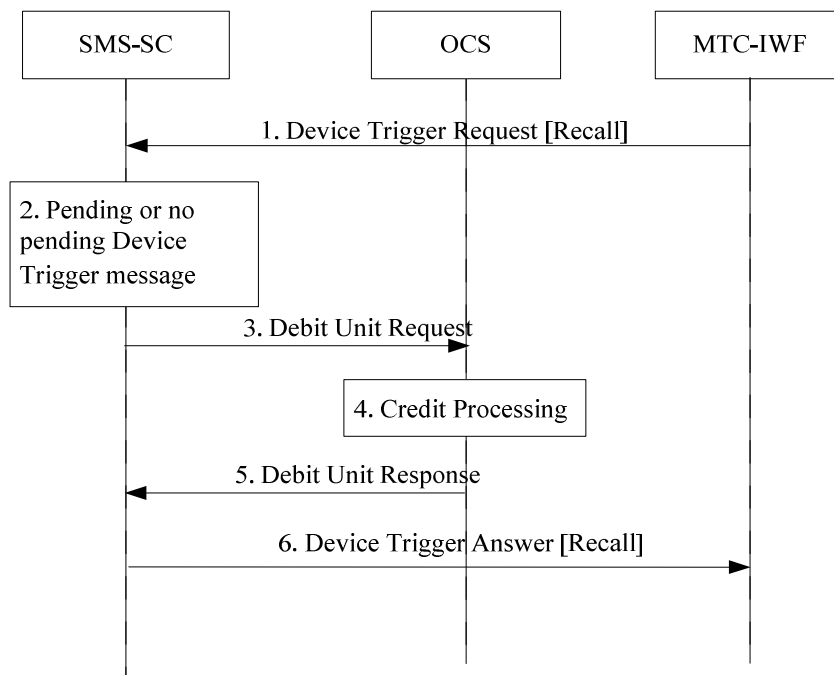 SMS-SC
OCS
MTC-IWF
1. Device Trigger Request [Recall]
2. Pending or no
pending Device
Trigger message
3. Debit Unit Request
4. Credit Processing
5. Debit Unit Response
6. Device Trigger Answer [Recall]